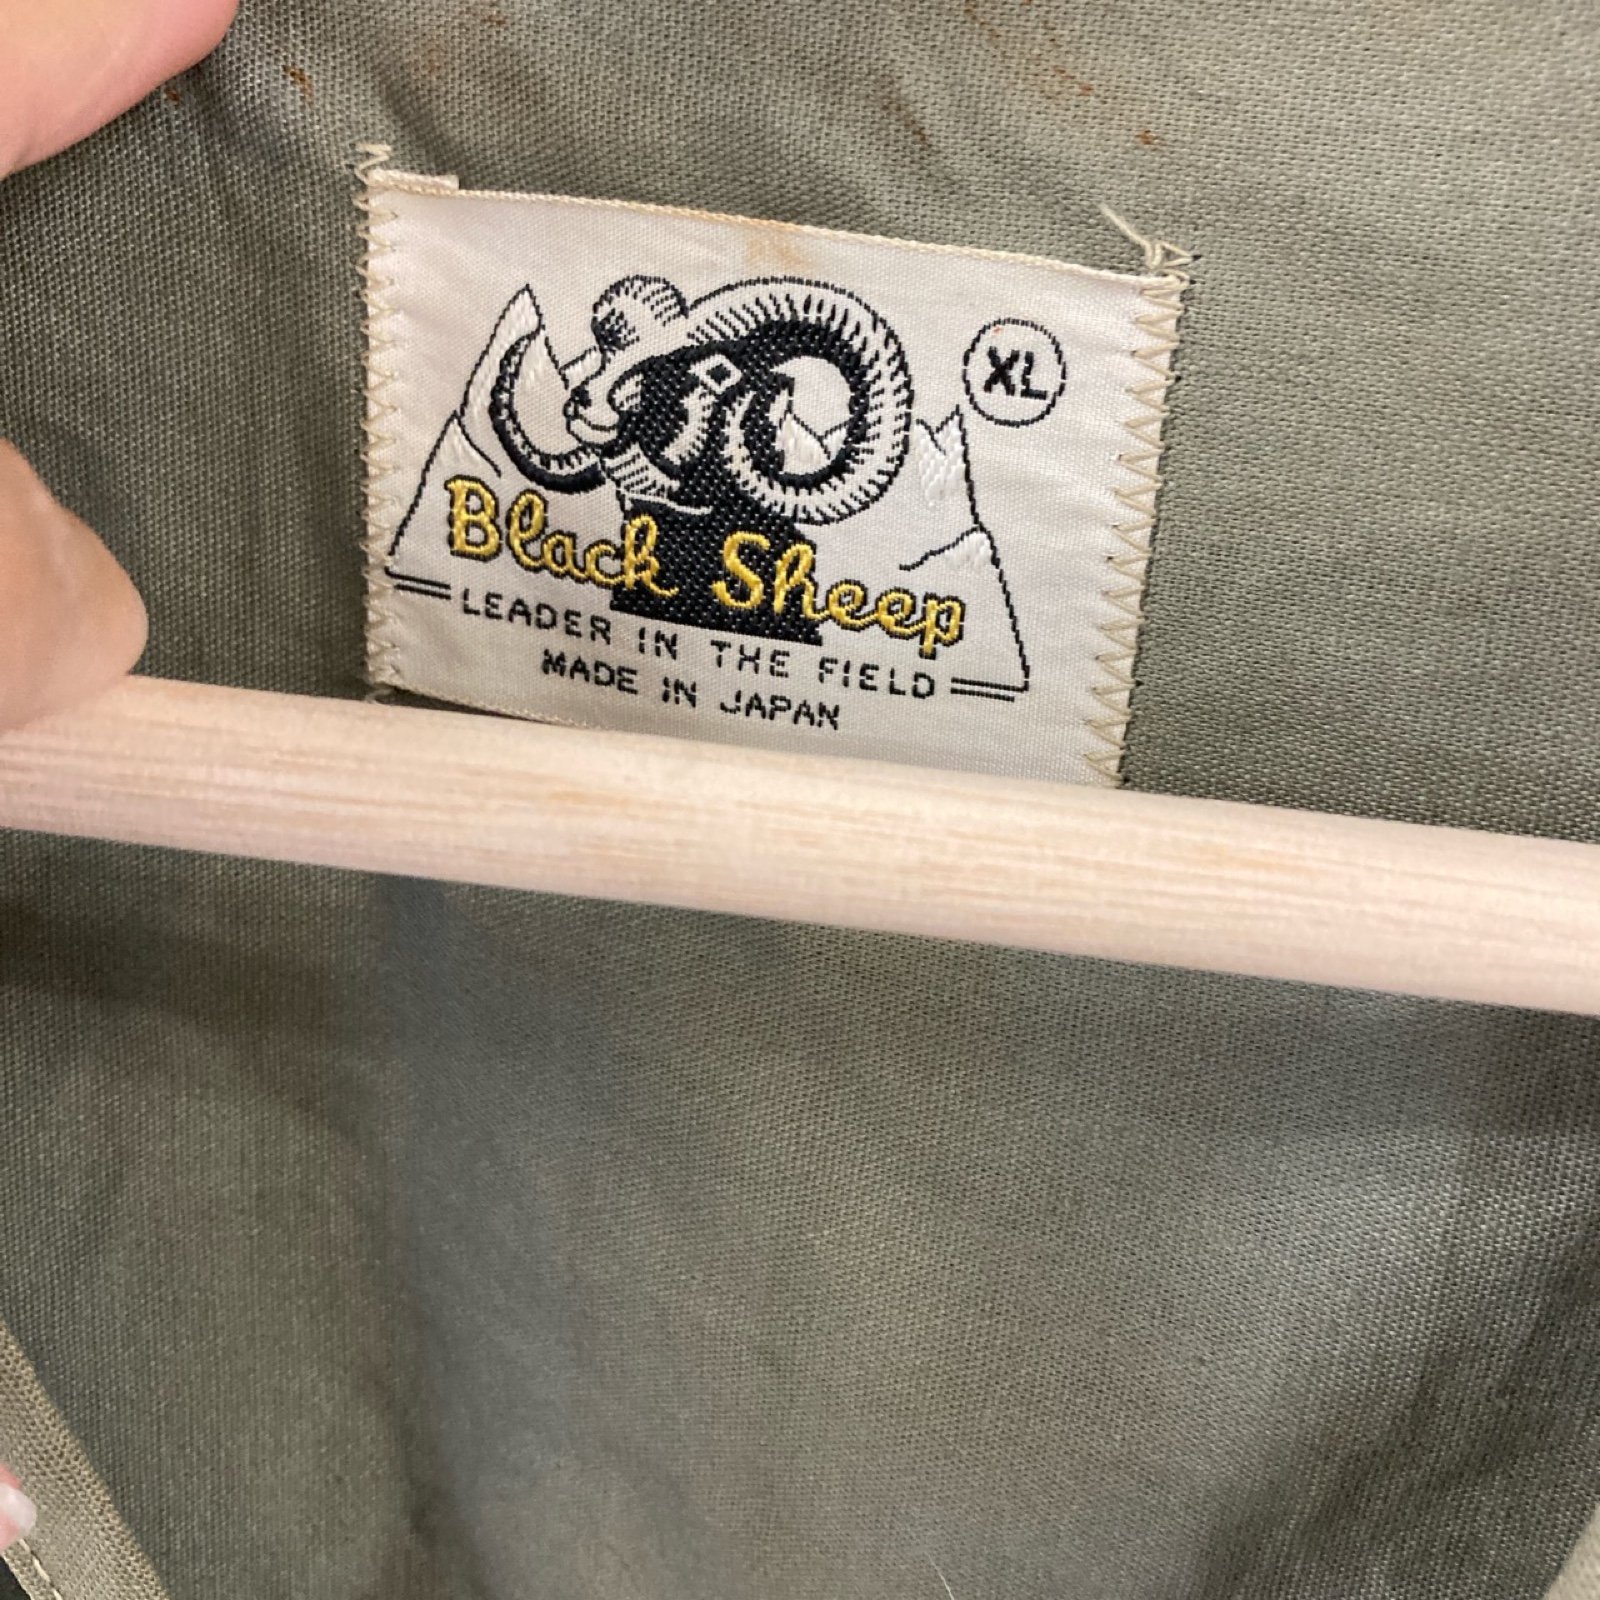 XL
Black Sheep
LEADER IN THE FIELD
MADE IN JAPAN